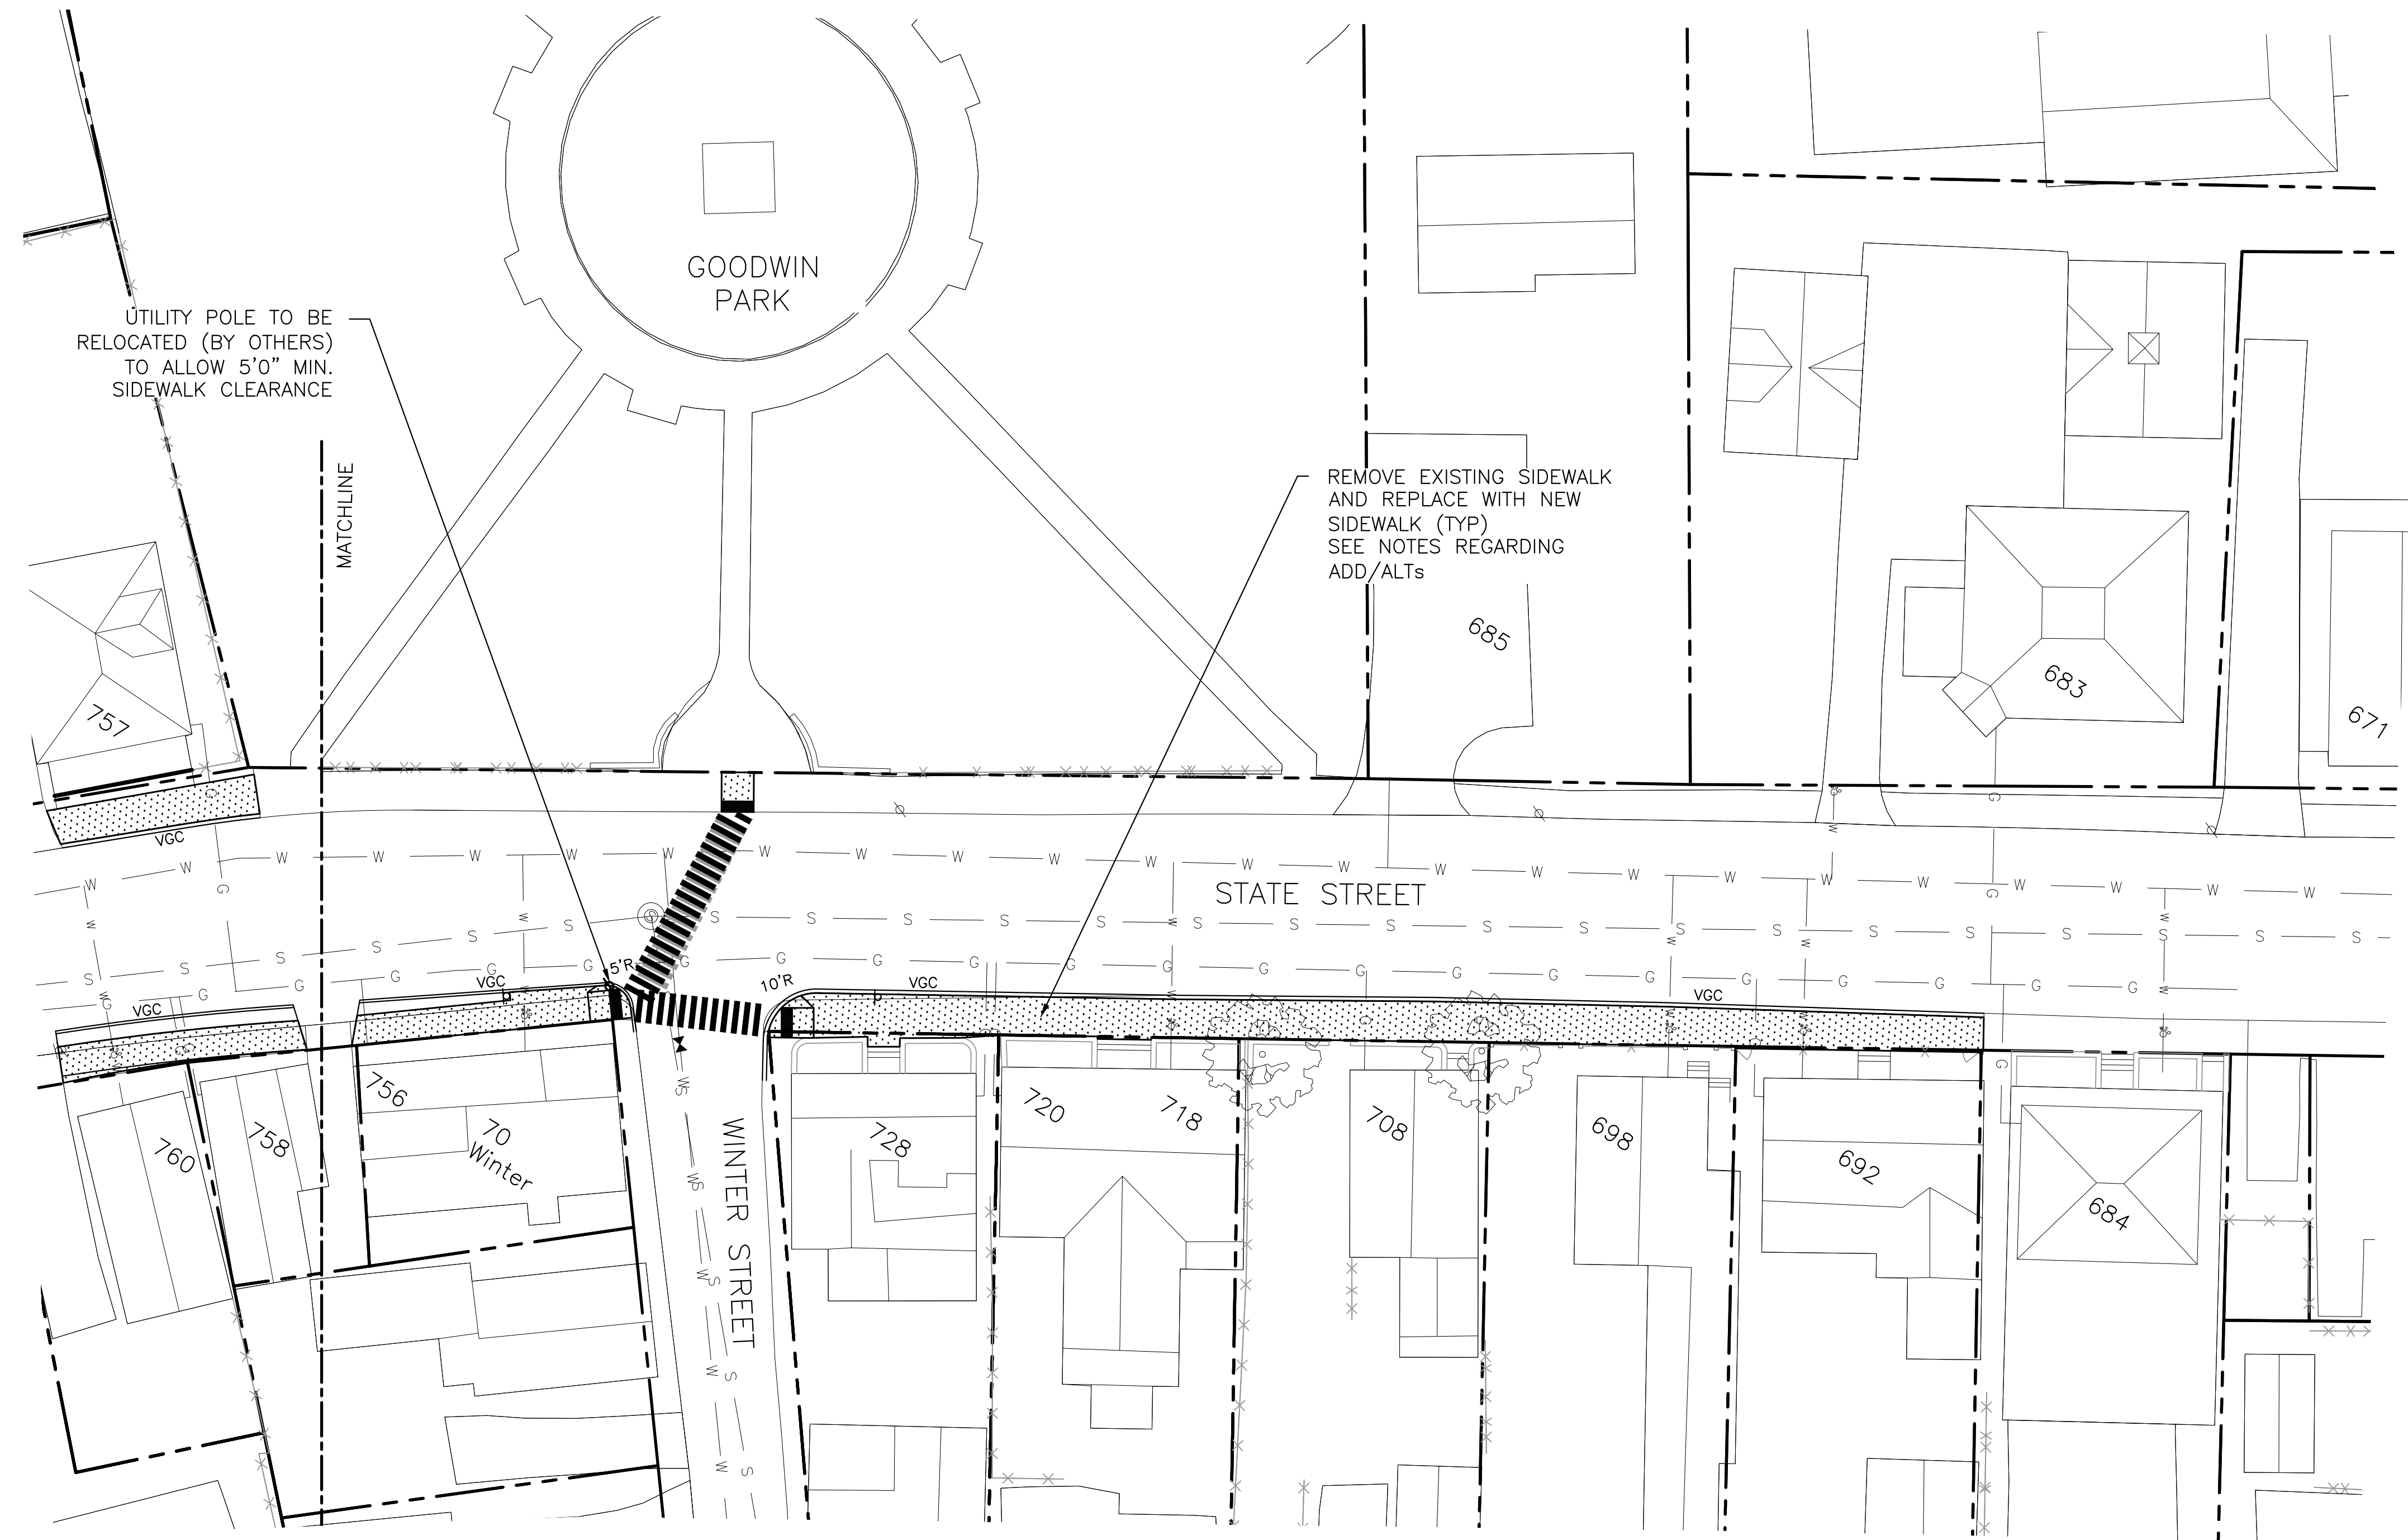 GOODWIN
PARK
UTILITY POLE TO BE
RELOCATED (BY OTHERS)
TO ALLOW 5'0" MIN.
SIDEWALK CLEARANCE
MATCHLINE
REMOVE EXISTING SIDEWALK
AND REPLACE WITH NEW
SIDEWALK (TYP)
SEE NOTES REGARDING
ADD/ALTs
685
683
671
757
VGC
G
G
W W W W W W W W W W W W W W W W W W W W W W W W
STATE STREET
S S S S S S S S S S S S S S S S S S S S S S S S
G G G G G G G G G G G G G G G G G G G G G G
VGC
VGC
5'R
10'R
VGC
VGC
760
758
756
70
Winter
WINTER STREET
728
720
718
708
698
692
684
W S
W S
W S
W S
W S